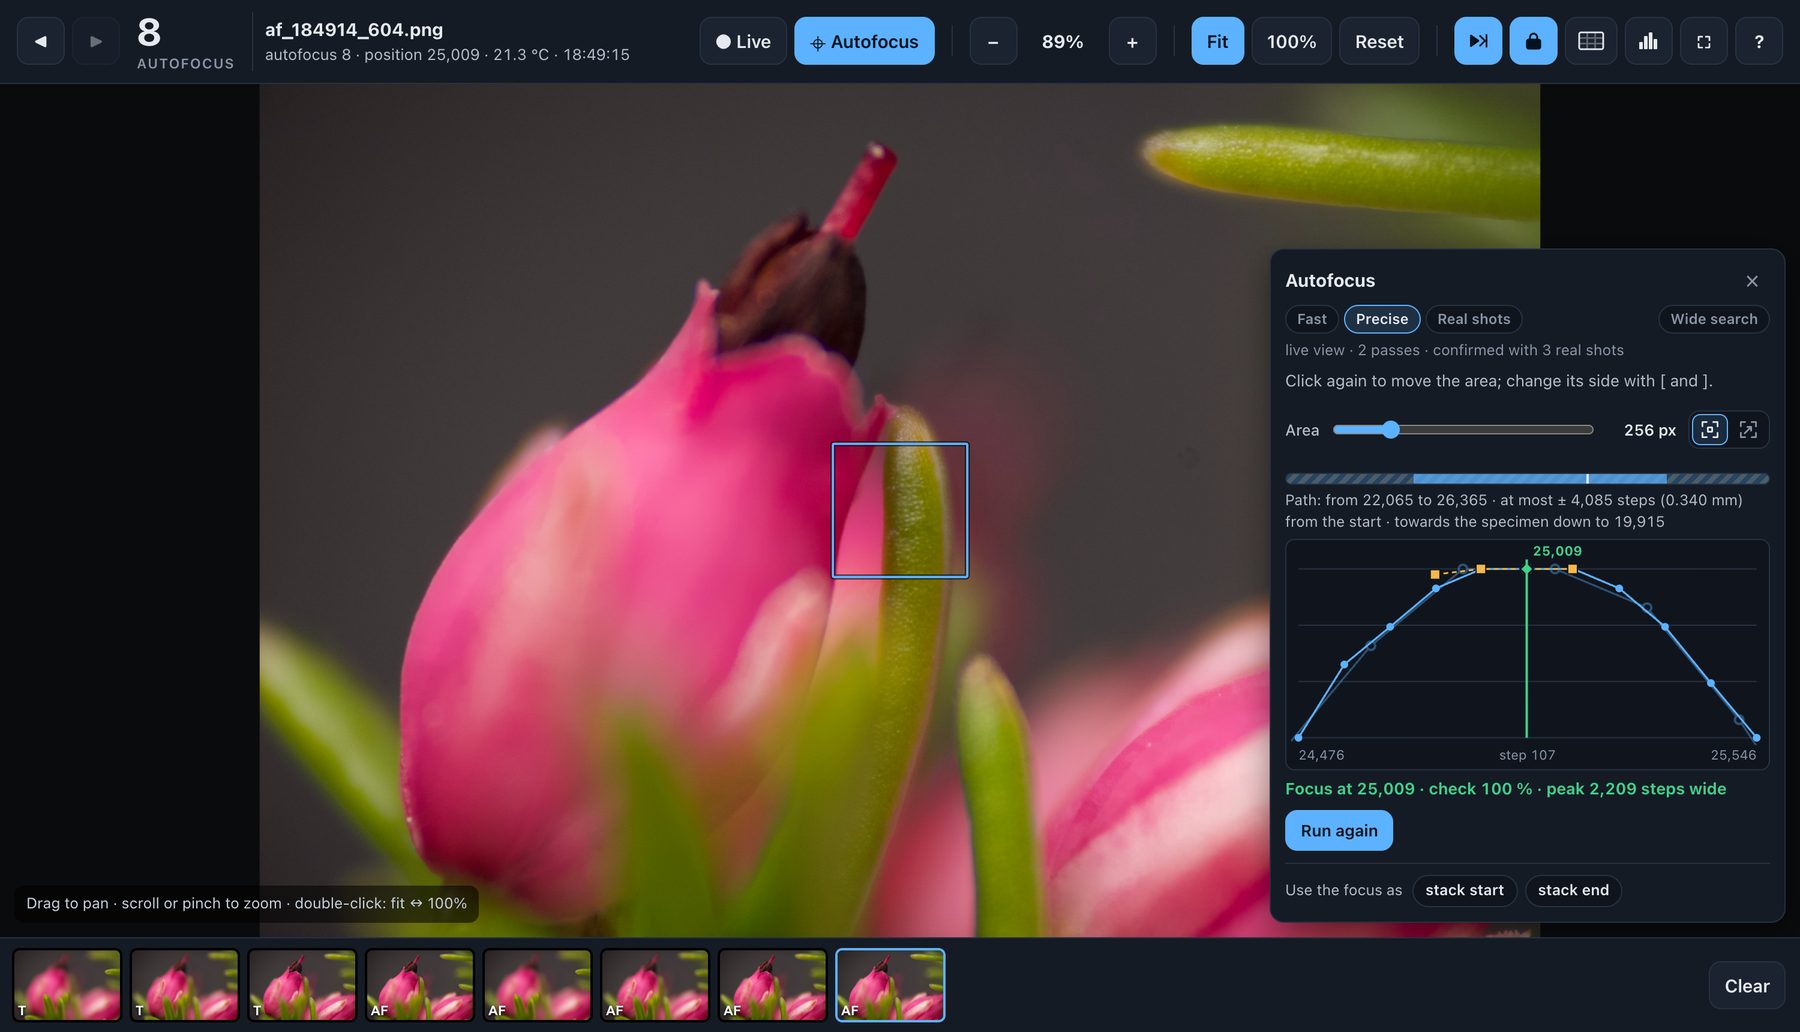 8
AUTOFOCUS
af_184914_604.png
autofocus 8 · position 25,009 · 21.3 °C · 18:49:15
Live
Autofocus
–
89%
+
Fit
100%
Reset
?
Autofocus
Fast
Precise
Real shots
Wide search
live view · 2 passes · confirmed with 3 real shots
Click again to move the area; change its side with [ and ].
Area
256 px
Path: from 22,065 to 26,365 · at most ± 4,085 steps (0.340 mm)
from the start · towards the specimen down to 19,915
25,009
24,476
step 107
25,546
Focus at 25,009 · check 100 % · peak 2,209 steps wide
Run again
Use the focus as
stack start
stack end
Drag to pan · scroll or pinch to zoom · double-click: fit ↔ 100%
T
T
T
AF
AF
AF
AF
AF
Clear